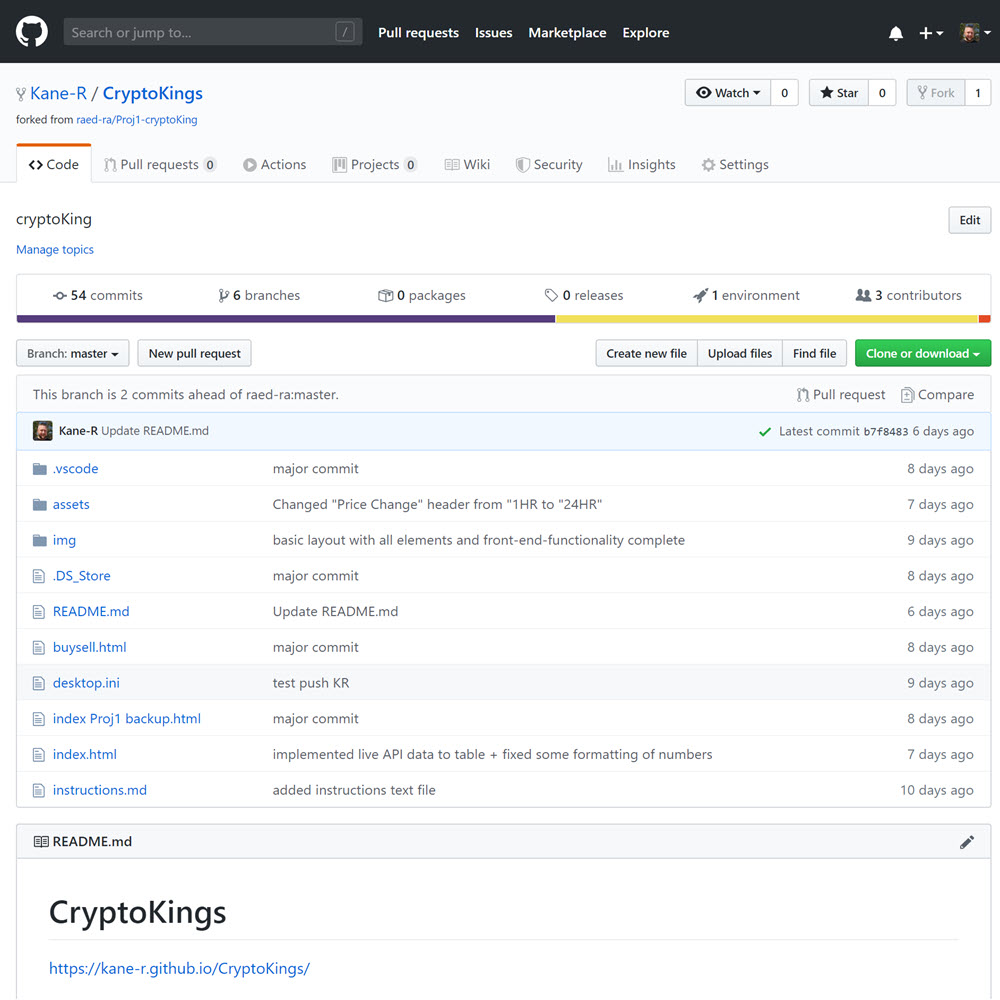 Search or jump to... / Pull requests Issues Marketplace Explore
Kane-R / CryptoKings Watch 0 Star 0 Fork 1
forked from raed-ra/Proj1-cryptoKing
Code Pull requests 0 Actions Projects 0 Wiki Security Insights Settings
cryptoKing Edit
Manage topics
54 commits 6 branches 0 packages 0 releases 1 environment 3 contributors
Branch: master New pull request Create new file Upload files Find file Clone or download
This branch is 2 commits ahead of raed-ra:master. Pull request Compare
Kane-R Update README.md Latest commit b7f8483 6 days ago
.vscode major commit 8 days ago
assets Changed "Price Change" header from "1HR to "24HR" 7 days ago
img basic layout with all elements and front-end-functionality complete 9 days ago
.DS_Store major commit 8 days ago
README.md Update README.md 6 days ago
buysell.html major commit 8 days ago
desktop.ini test push KR 9 days ago
index Proj1 backup.html major commit 8 days ago
index.html implemented live API data to table + fixed some formatting of numbers 7 days ago
instructions.md added instructions text file 10 days ago
README.md
CryptoKings
https://kane-r.github.io/CryptoKings/